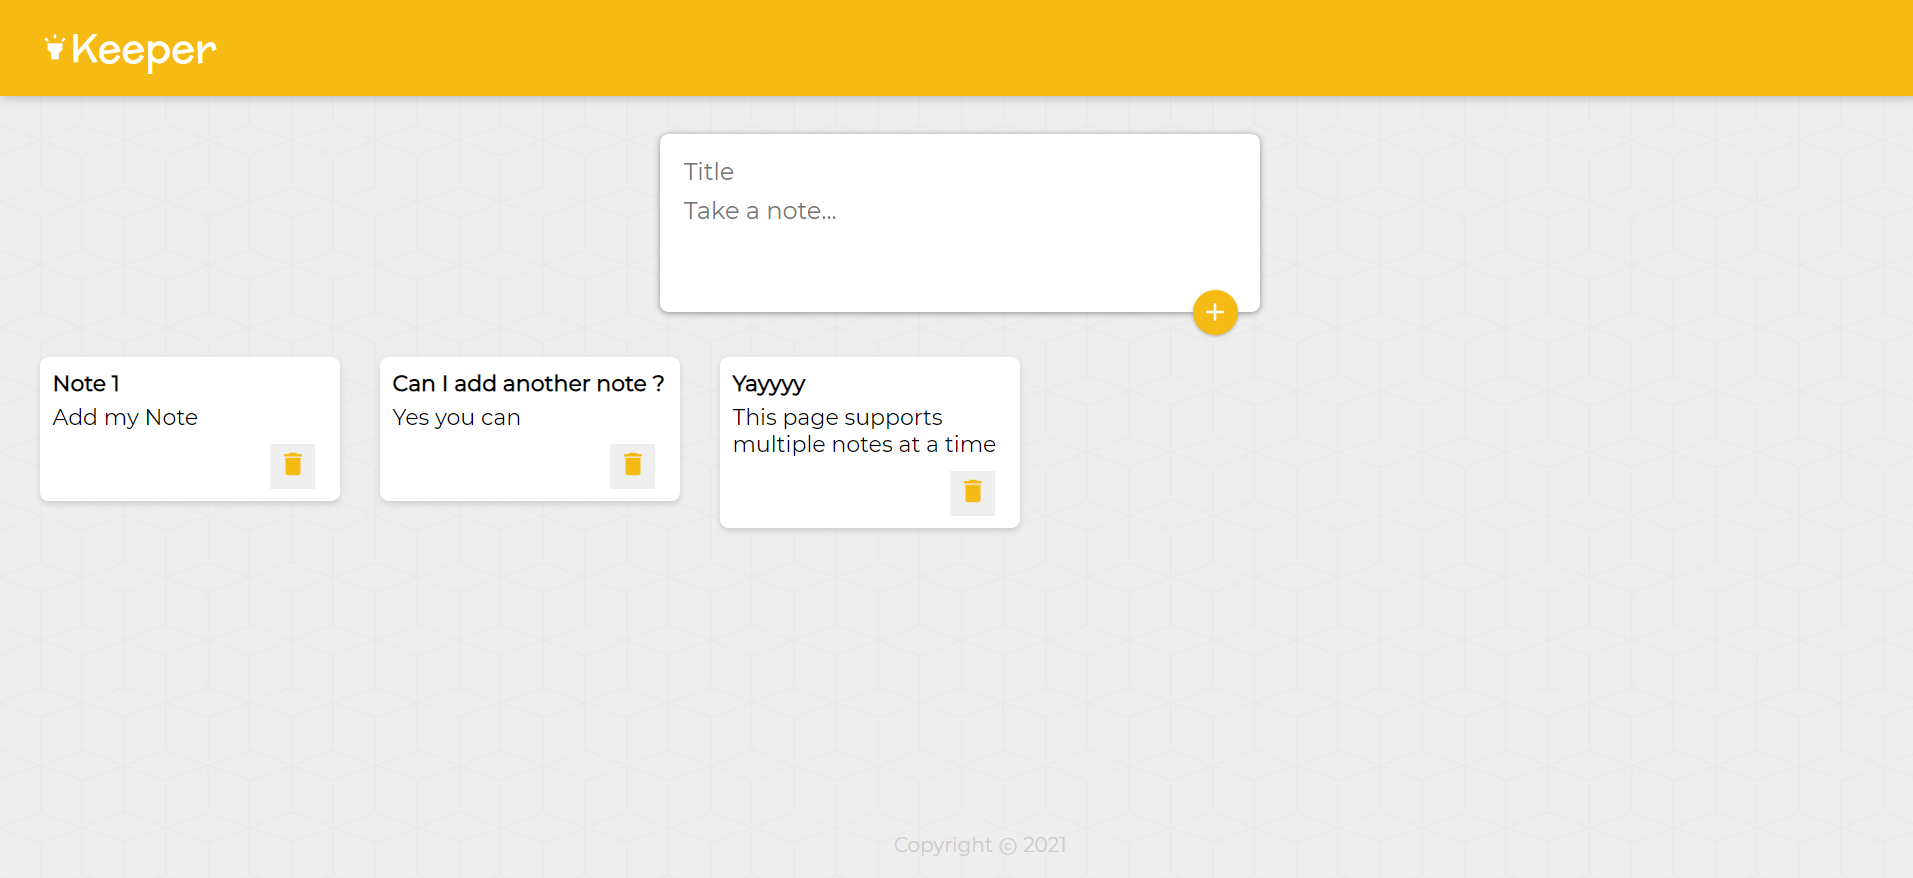 Keeper
Title
Take a note...
Note 1
Add my Note
Can I add another note ?
Yes you can
Yayyyy
This page supports
multiple notes at a time
Copyright © 2021